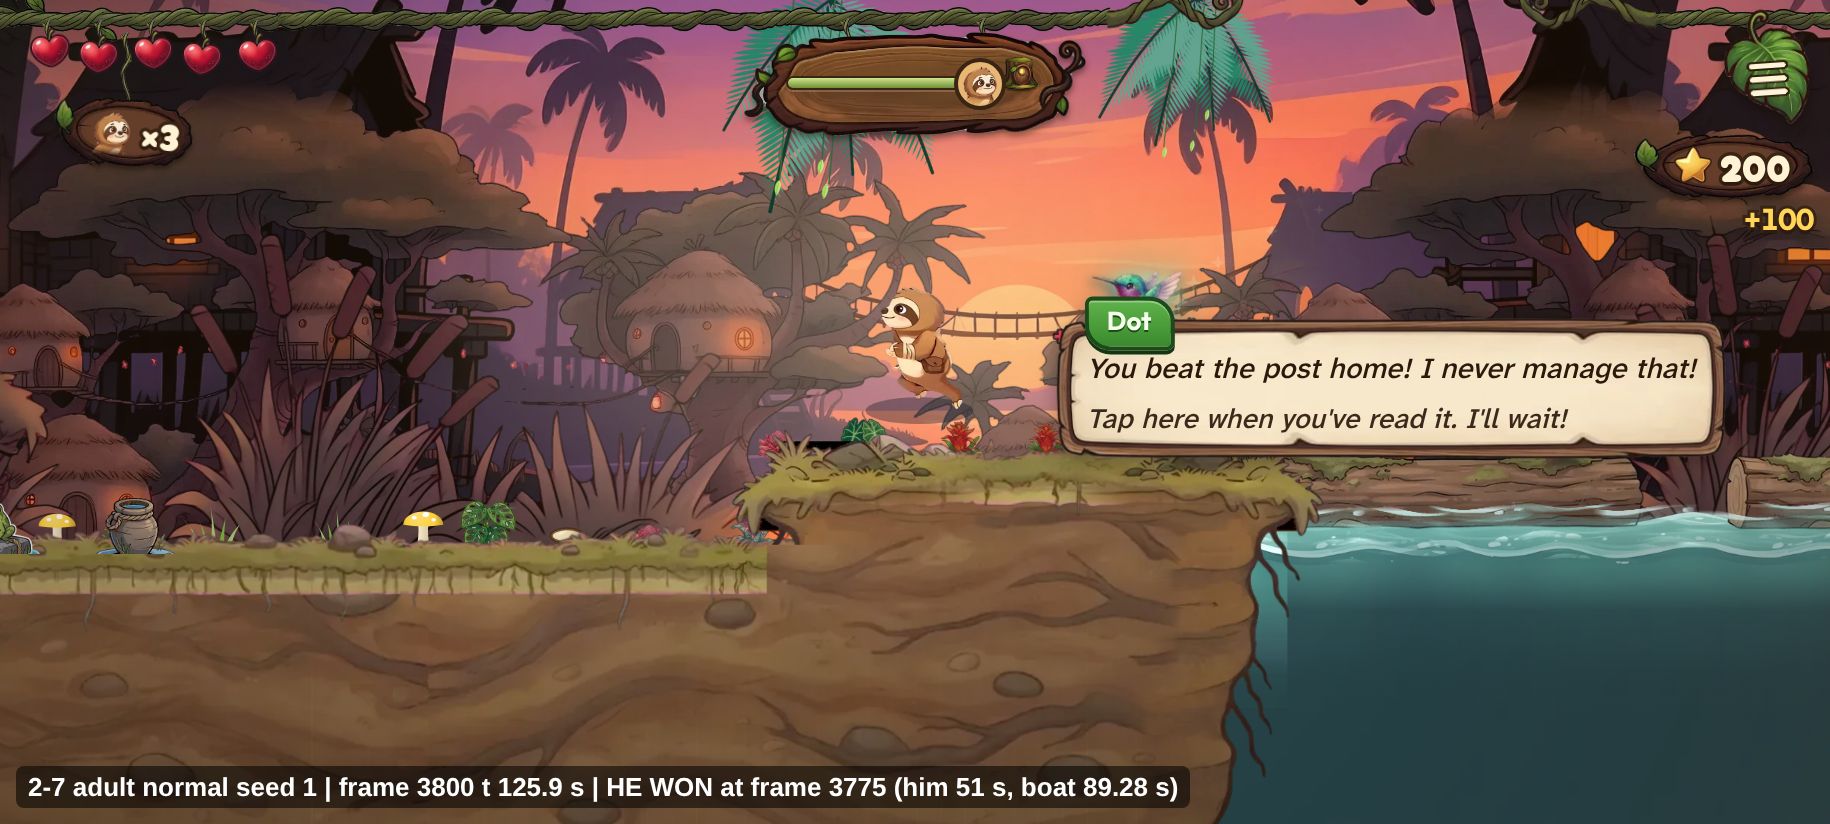 ×3
200
+100
Dot
You beat the post home! I never manage that!
Tap here when you've read it. I'll wait!
2-7 adult normal seed 1 | frame 3800 t 125.9 s | HE WON at frame 3775 (him 51 s, boat 89.28 s)